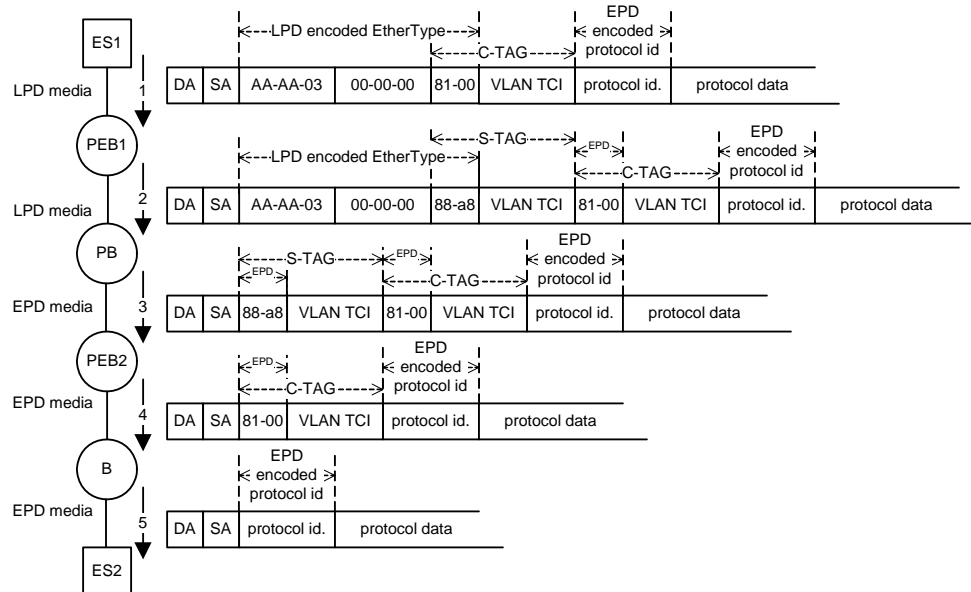 ES1
LPD media
1
LPD encoded EtherType
C-TAG
EPD
encoded
protocol id
DA SA AA-AA-03 00-00-00 81-00 VLAN TCI protocol id. protocol data
PEB1
LPD media
2
LPD encoded EtherType
S-TAG
EPD
C-TAG
EPD
encoded
protocol id
DA SA AA-AA-03 00-00-00 88-a8 VLAN TCI 81-00 VLAN TCI protocol id. protocol data
PB
EPD media
3
S-TAG
EPD
EPD
C-TAG
EPD
encoded
protocol id
DA SA 88-a8 VLAN TCI 81-00 VLAN TCI protocol id. protocol data
PEB2
EPD media
4
EPD
C-TAG
EPD
encoded
protocol id
DA SA 81-00 VLAN TCI protocol id. protocol data
B
EPD media
5
EPD
encoded
protocol id
DA SA protocol id. protocol data
ES2